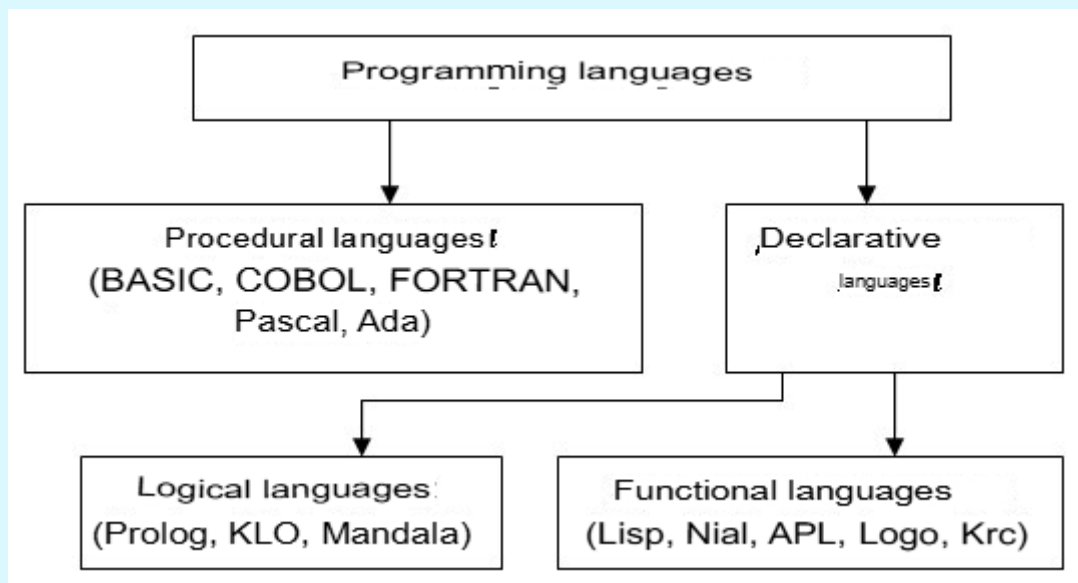 Programming languages
Procedural languages
(BASIC, COBOL, FORTRAN,
Pascal, Ada)
Declarative
languages
Logical languages:
(Prolog, KLO, Mandala)
Functional languages
(Lisp, Nial, APL, Logo, Krc)